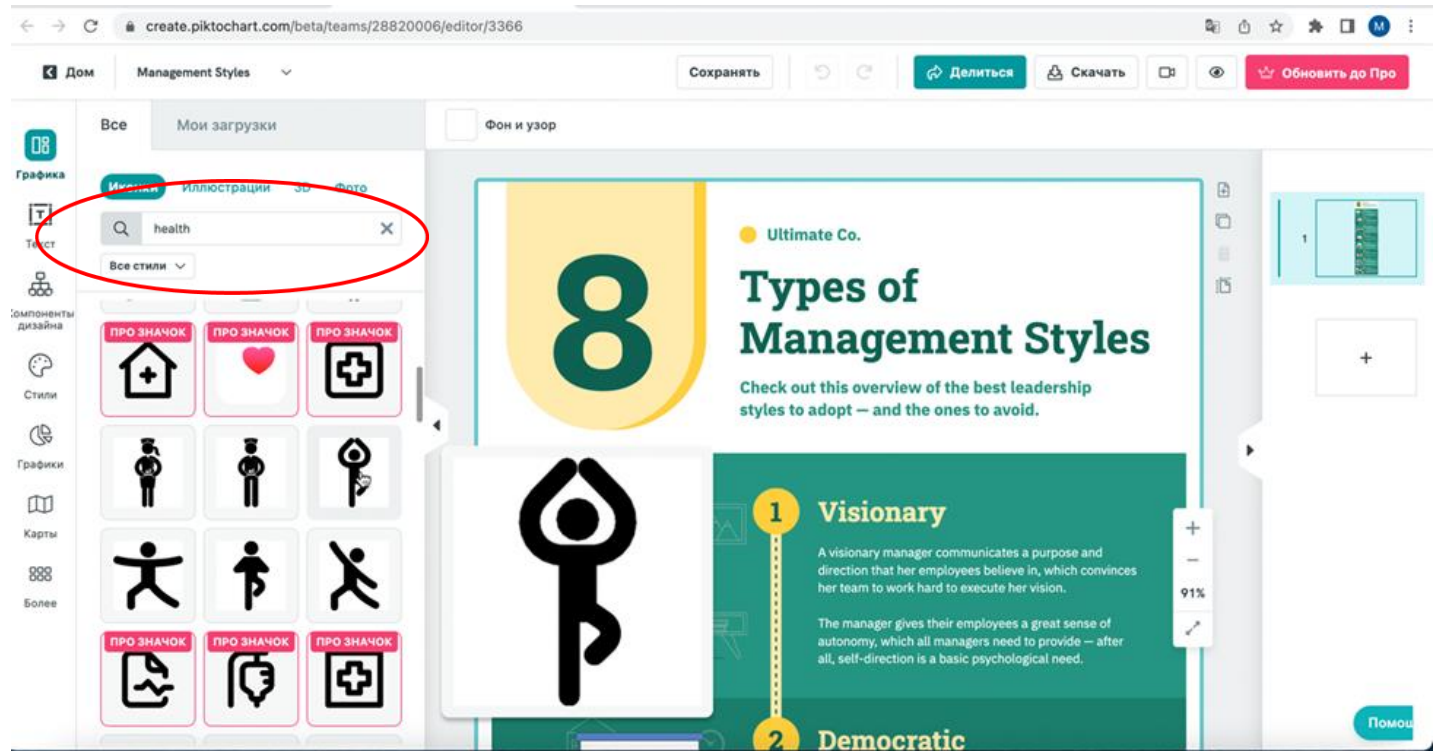 create.piktochart.com/beta/teams/28820006/editor/3366
M
Дом
Management Styles
Сохранять
Делиться
Скачать
Обновить до Про
Все
Мои загрузки
Фон и узор
Графика
Текст
Компоненты
дизайна
Стили
Графики
Карты
Более
Иконки
Иллюстрации
3D
Фото
health
Все стили
ПРО ЗНАЧОК
ПРО ЗНАЧОК
ПРО ЗНАЧОК
ПРО ЗНАЧОК
ПРО ЗНАЧОК
ПРО ЗНАЧОК
8
Ultimate Co.
Types of
Management Styles
Check out this overview of the best leadership
styles to adopt — and the ones to avoid.
1
Visionary
A visionary manager communicates a purpose and
direction that her employees believe in, which convinces
her team to work hard to execute her vision.
The manager gives their employees a great sense of
autonomy, which all managers need to provide — after
all, self-direction is a basic psychological need.
2
Democratic
91%
1
Помощ